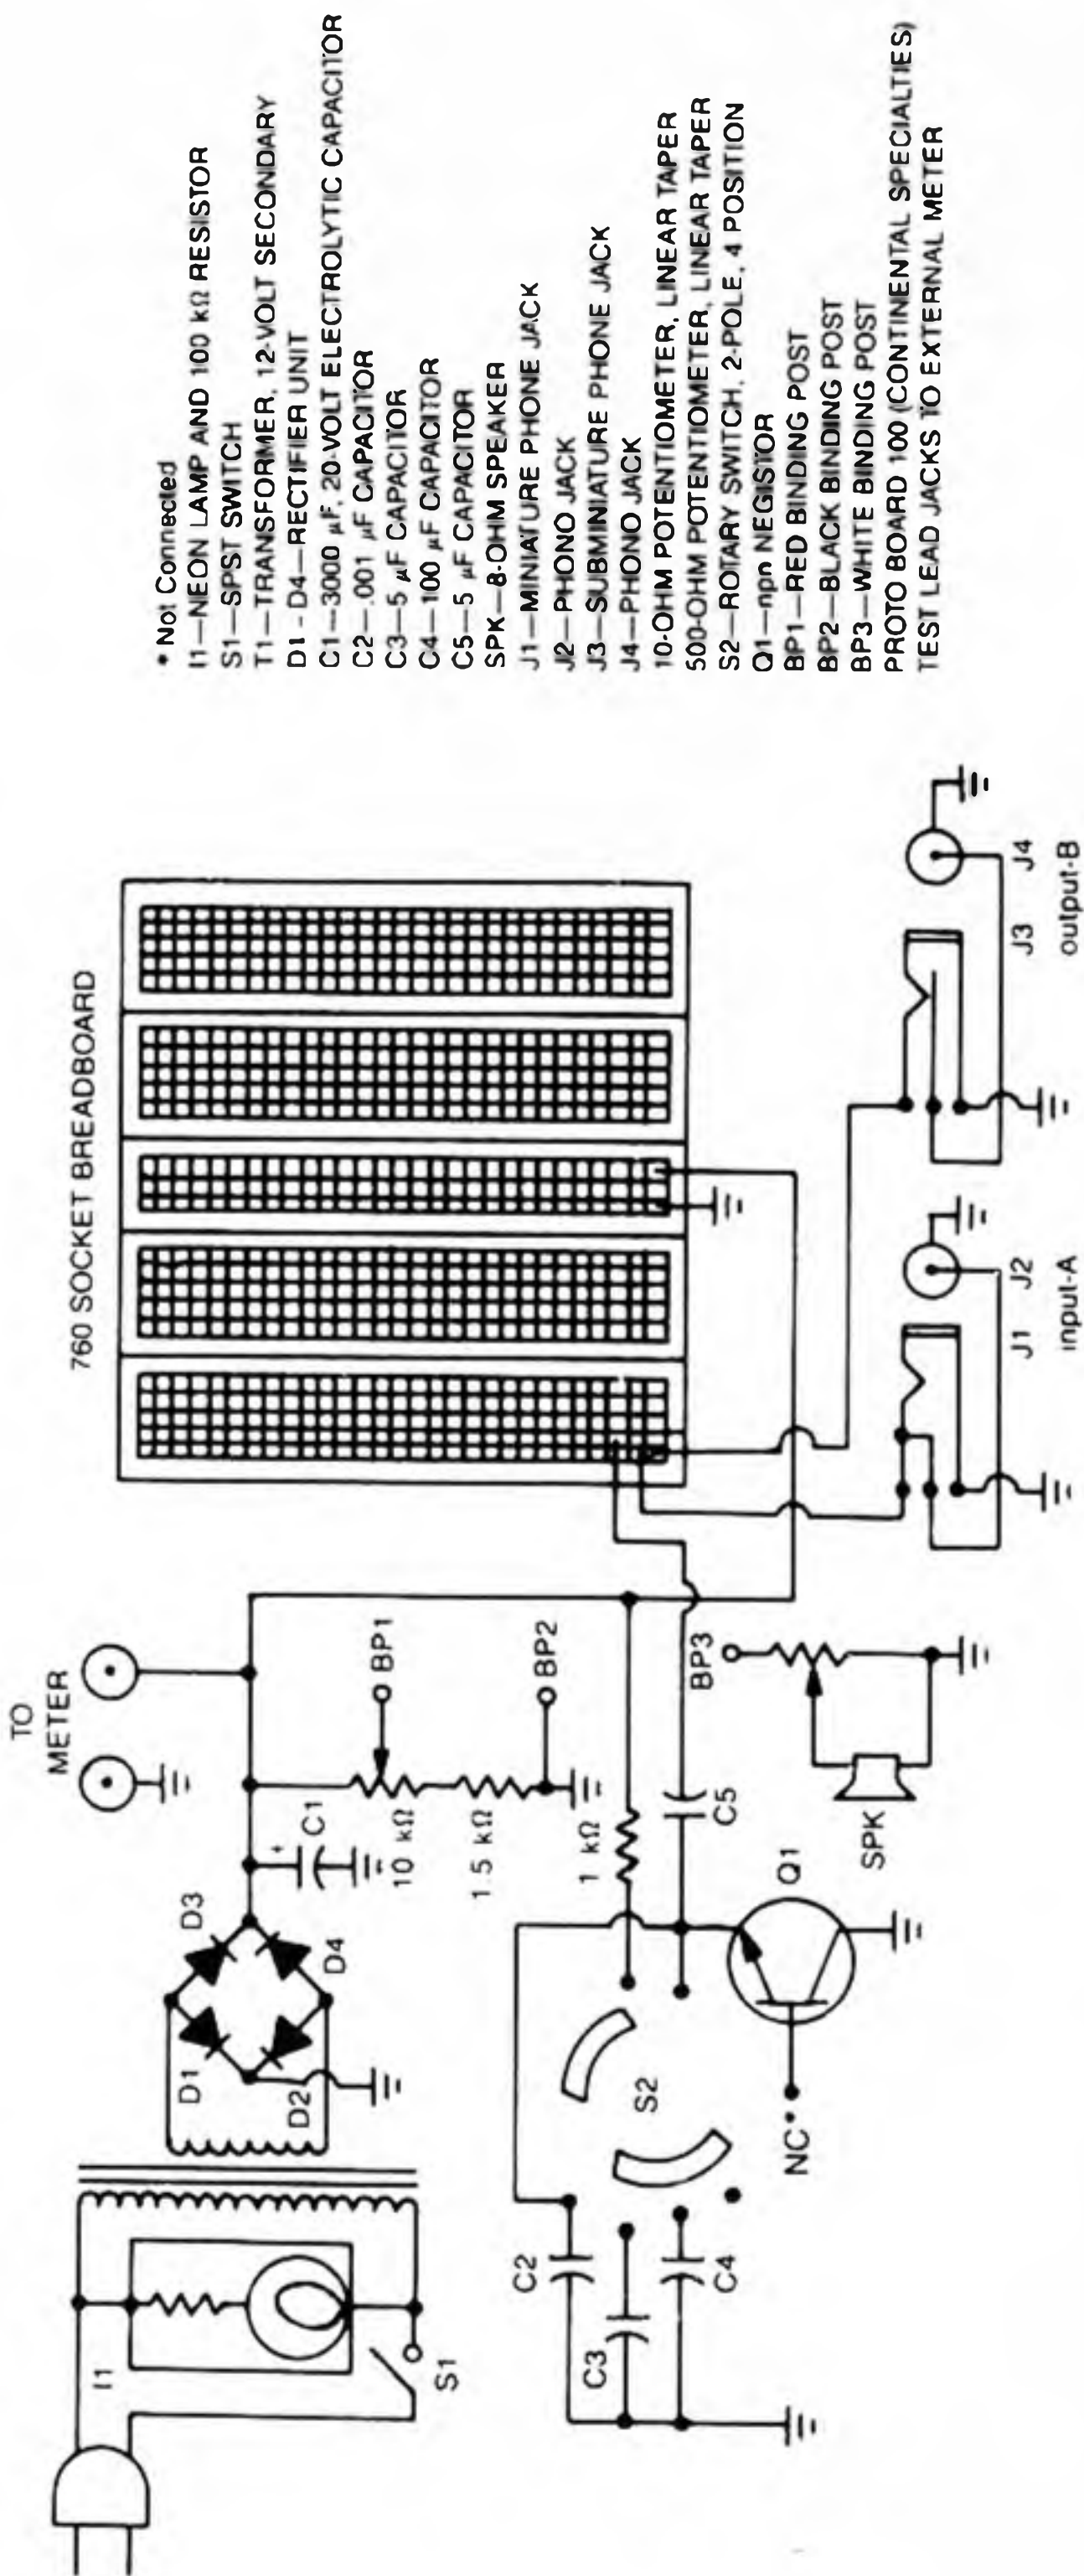 TO
METER
760 SOCKET BREADBOARD
I1
S1
D1
D2
D3
D4
C1
+
10 kΩ
BP1
1.5 kΩ
BP2
1 kΩ
C2
C3
C4
S2
C5
NC*
Q1
BP3
SPK
J1
J2
input-A
J3
J4
output-B
* Not Connected
I1—NEON LAMP AND 100 kΩ RESISTOR
S1—SPST SWITCH
T1—TRANSFORMER, 12-VOLT SECONDARY
D1 - D4—RECTIFIER UNIT
C1—3000 µF, 20-VOLT ELECTROLYTIC CAPACITOR
C2—.001 µF CAPACITOR
C3—5 µF CAPACITOR
C4—100 µF CAPACITOR
C5—5 µF CAPACITOR
SPK—8-OHM SPEAKER
J1—MINIATURE PHONE JACK
J2—PHONO JACK
J3—SUBMINIATURE PHONE JACK
J4—PHONO JACK
10-OHM POTENTIOMETER, LINEAR TAPER
500-OHM POTENTIOMETER, LINEAR TAPER
S2—ROTARY SWITCH, 2-POLE, 4 POSITION
Q1—npn NEGISTOR
BP1—RED BINDING POST
BP2—BLACK BINDING POST
BP3—WHITE BINDING POST
PROTO BOARD 100 (CONTINENTAL SPECIALTIES)
TEST LEAD JACKS TO EXTERNAL METER